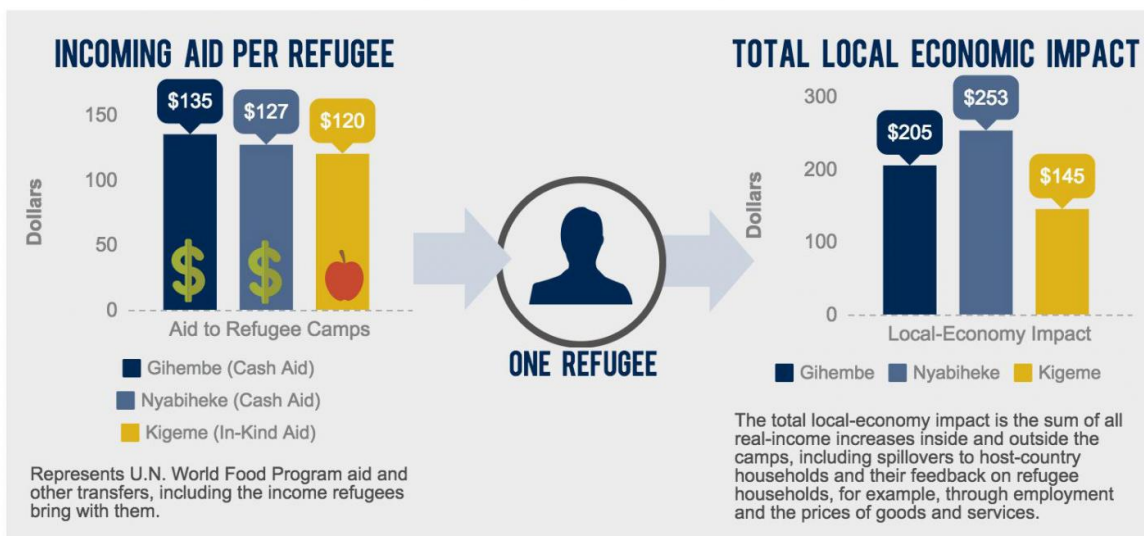 INCOMING AID PER REFUGEE
150
100
50
0
Dollars
$135
$127
$120
$
$
Aid to Refugee Camps
Gihembe (Cash Aid)
Nyabiheke (Cash Aid)
Kigeme (In-Kind Aid)
Represents U.N. World Food Program aid and
other transfers, including the income refugees
bring with them.
ONE REFUGEE
TOTAL LOCAL ECONOMIC IMPACT
300
200
100
0
Dollars
$205
$253
$145
Local-Economy Impact
Gihembe Nyabiheke Kigeme
The total local-economy impact is the sum of all
real-income increases inside and outside the
camps, including spillovers to host-country
households and their feedback on refugee
households, for example, through employment
and the prices of goods and services.